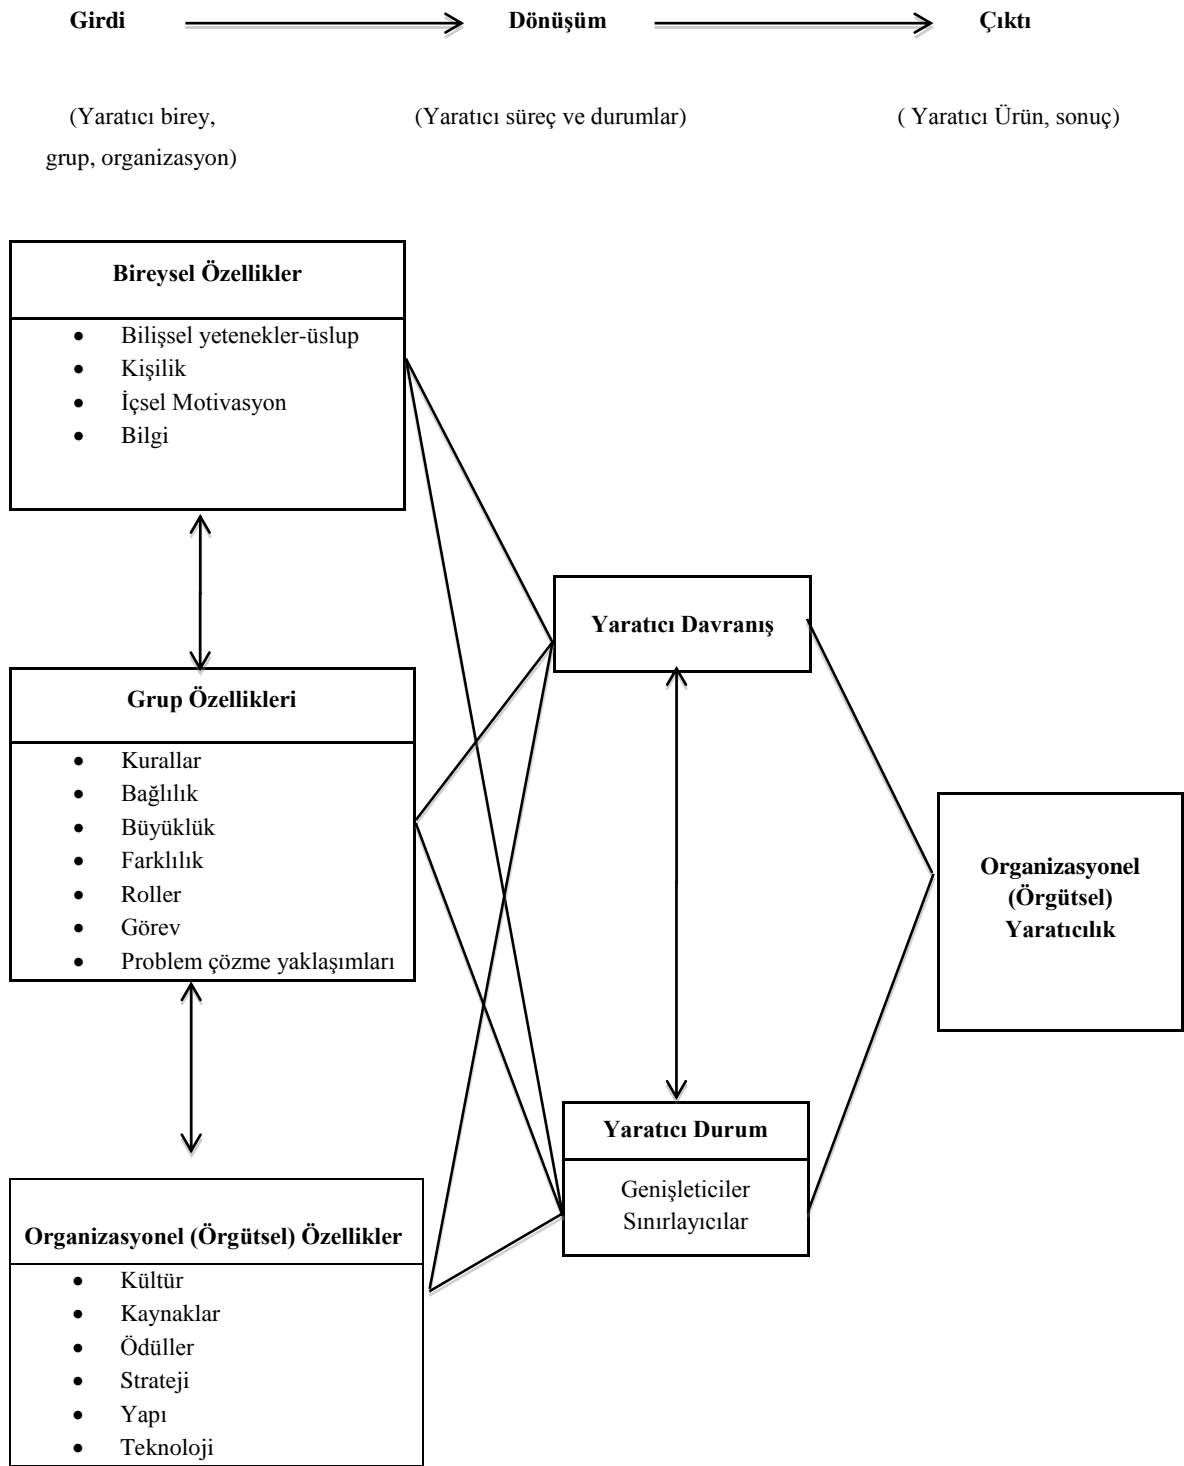 Girdi
Dönüşüm
Çıktı
(Yaratıcı birey,
grup, organizasyon)
(Yaratıcı süreç ve durumlar)
( Yaratıcı Ürün, sonuç)
Bireysel Özellikler
• Bilişsel yetenekler-üslup
• Kişilik
• İçsel Motivasyon
• Bilgi
Grup Özellikleri
• Kurallar
• Bağlılık
• Büyüklük
• Farklılık
• Roller
• Görev
• Problem çözme yaklaşımları
Organizasyonel (Örgütsel) Özellikler
• Kültür
• Kaynaklar
• Ödüller
• Strateji
• Yapı
• Teknoloji
Yaratıcı Davranış
Yaratıcı Durum
Genişleticiler
Sınırlayıcılar
Organizasyonel
(Örgütsel)
Yaratıcılık